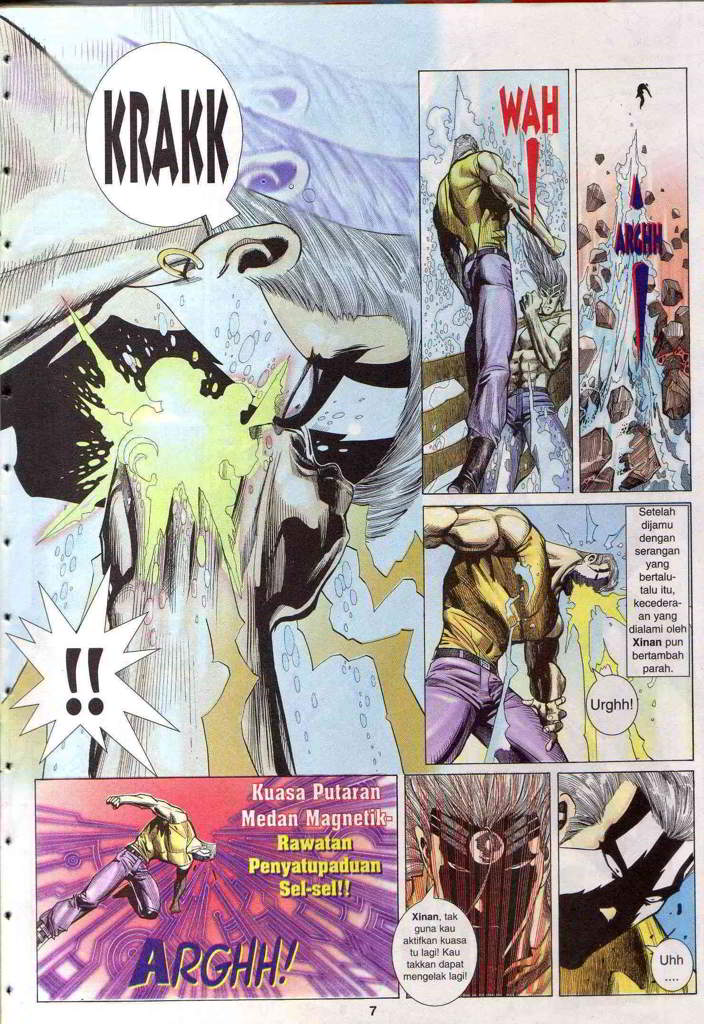 KRAKK
WAH
!
ARGHH
!
!!
Setelah
dijamu
dengan
serangan
yang
bertalu-
talu itu,
kecedera-
an yang
dialami oleh
Xinan pun
bertambah
parah.
Urghh!
Kuasa Putaran
Medan Magnetik-
Rawatan
Penyatupaduan
Sel-sel!!
ARGHH!
Xinan, tak
guna kau
aktifkan kuasa
tu lagi! Kau
takkan dapat
mengelak lagi!
Uhh
....
7